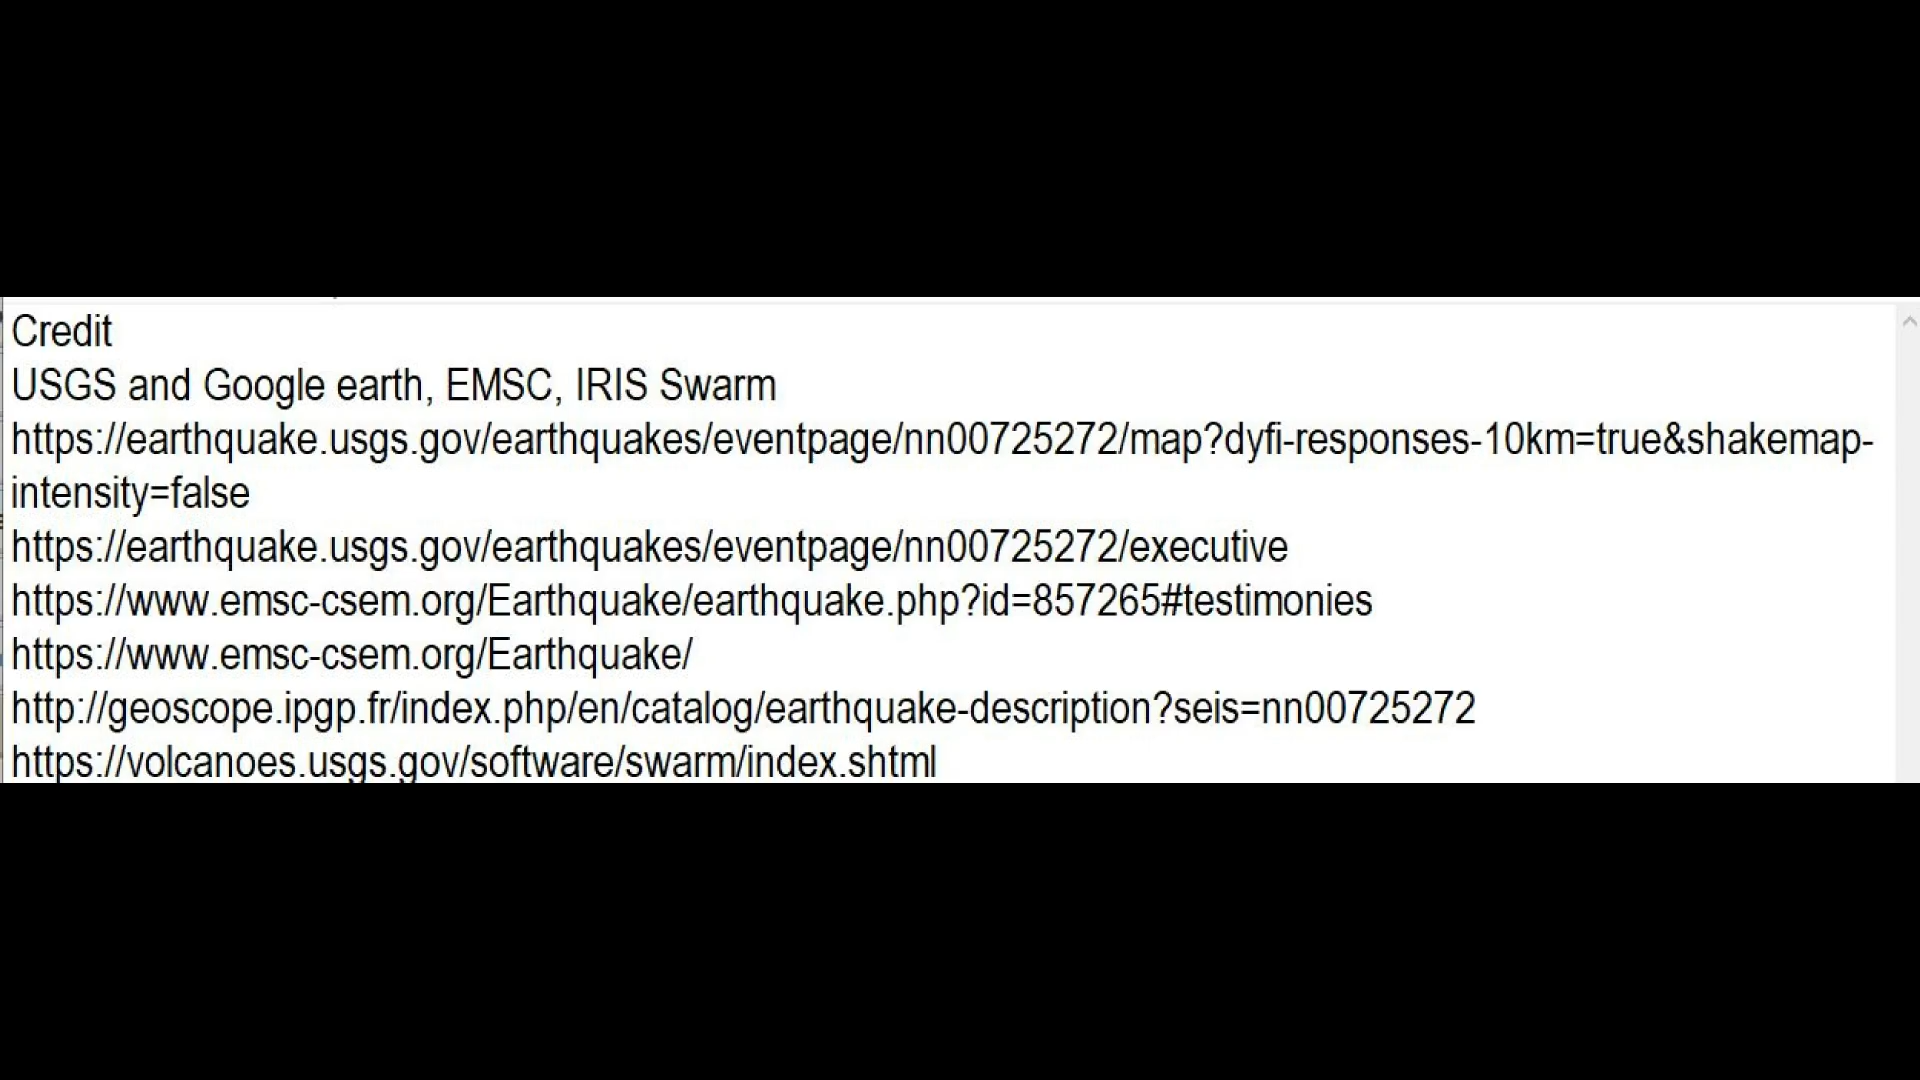 Credit
USGS and Google earth, EMSC, IRIS Swarm
https://earthquake.usgs.gov/earthquakes/eventpage/nn00725272/map?dyfi-responses-10km=true&shakemap-
intensity=false
https://earthquake.usgs.gov/earthquakes/eventpage/nn00725272/executive
https://www.emsc-csem.org/Earthquake/earthquake.php?id=857265#testimonies
https://www.emsc-csem.org/Earthquake/
http://geoscope.ipgp.fr/index.php/en/catalog/earthquake-description?seis=nn00725272
https://volcanoes.usgs.gov/software/swarm/index.shtml